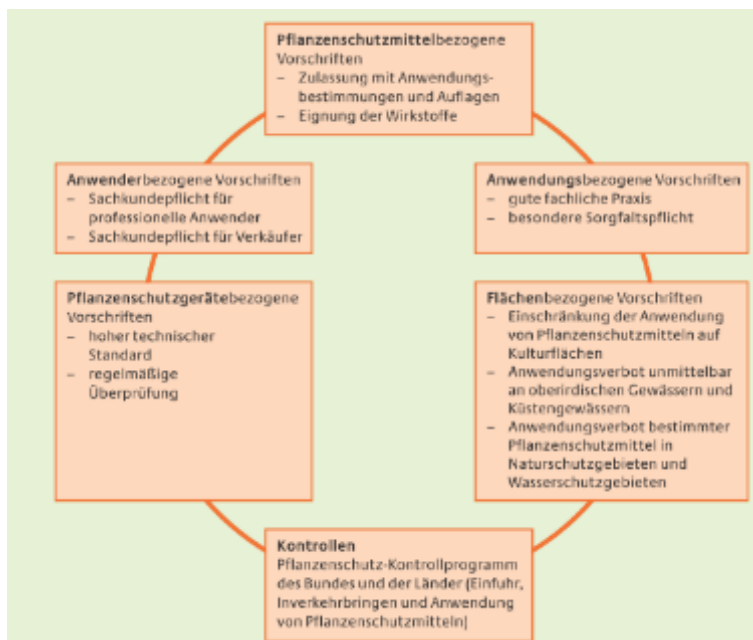 Pflanzenschutzmittelbezogene
Vorschriften
– Zulassung mit Anwendungs-
bestimmungen und Auflagen
– Eignung der Wirkstoffe
Anwenderbezogene Vorschriften
– Sachkundepflicht für
professionelle Anwender
– Sachkundepflicht für Verkäufer
Anwendungsbezogene Vorschriften
– gute fachliche Praxis
– besondere Sorgfaltspflicht
Pflanzenschutzgerätebezogene
Vorschriften
– hoher technischer
Standard
– regelmäßige
Überprüfung
Flächenbezogene Vorschriften
– Einschränkung der Anwendung
von Pflanzenschutzmitteln auf
Kulturflächen
– Anwendungsverbot unmittelbar
an oberirdischen Gewässern und
Küstengewässern
– Anwendungsverbot bestimmter
Pflanzenschutzmittel in
Naturschutzgebieten und
Wasserschutzgebieten
Kontrollen
Pflanzenschutz-Kontrollprogramm
des Bundes und der Länder (Einfuhr,
Inverkehrbringen und Anwendung
von Pflanzenschutzmitteln)